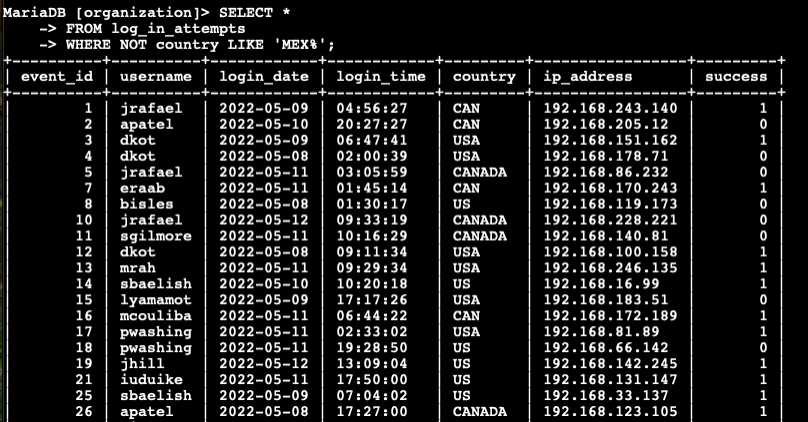 MariaDB [organization]> SELECT *
    -> FROM log_in_attempts
    -> WHERE NOT country LIKE 'MEX%';
+----------+----------+------------+------------+---------+-----------------+---------+
| event_id | username | login_date | login_time | country | ip_address      | success |
+----------+----------+------------+------------+---------+-----------------+---------+
|        1 | jrafael  | 2022-05-09 | 04:56:27   | CAN     | 192.168.243.140 |       1 |
|        2 | apatel   | 2022-05-10 | 20:27:27   | CAN     | 192.168.205.12  |       0 |
|        3 | dkot     | 2022-05-09 | 06:47:41   | USA     | 192.168.151.162 |       1 |
|        4 | dkot     | 2022-05-08 | 02:00:39   | USA     | 192.168.178.71  |       0 |
|        5 | jrafael  | 2022-05-11 | 03:05:59   | CANADA  | 192.168.86.232  |       0 |
|        7 | eraab    | 2022-05-11 | 01:45:14   | CAN     | 192.168.170.243 |       1 |
|        8 | bisles   | 2022-05-08 | 01:30:17   | US      | 192.168.119.173 |       0 |
|       10 | jrafael  | 2022-05-12 | 09:33:19   | CANADA  | 192.168.228.221 |       0 |
|       11 | sgilmore | 2022-05-11 | 10:16:29   | CANADA  | 192.168.140.81  |       0 |
|       12 | dkot     | 2022-05-08 | 09:11:34   | USA     | 192.168.100.158 |       1 |
|       13 | mrah     | 2022-05-11 | 09:29:34   | USA     | 192.168.246.135 |       1 |
|       14 | sbaelish | 2022-05-10 | 10:20:18   | US      | 192.168.16.99   |       1 |
|       15 | lyamamot | 2022-05-09 | 17:17:26   | USA     | 192.168.183.51  |       0 |
|       16 | mcouliba | 2022-05-11 | 06:44:22   | CAN     | 192.168.172.189 |       1 |
|       17 | pwashing | 2022-05-11 | 02:33:02   | USA     | 192.168.81.89   |       1 |
|       18 | pwashing | 2022-05-11 | 19:28:50   | US      | 192.168.66.142  |       0 |
|       19 | jhill    | 2022-05-12 | 13:09:04   | US      | 192.168.142.245 |       1 |
|       21 | iuduike  | 2022-05-11 | 17:50:00   | US      | 192.168.131.147 |       1 |
|       25 | sbaelish | 2022-05-09 | 07:04:02   | US      | 192.168.33.137  |       1 |
|       26 | apatel   | 2022-05-08 | 17:27:00   | CANADA  | 192.168.123.105 |       1 |